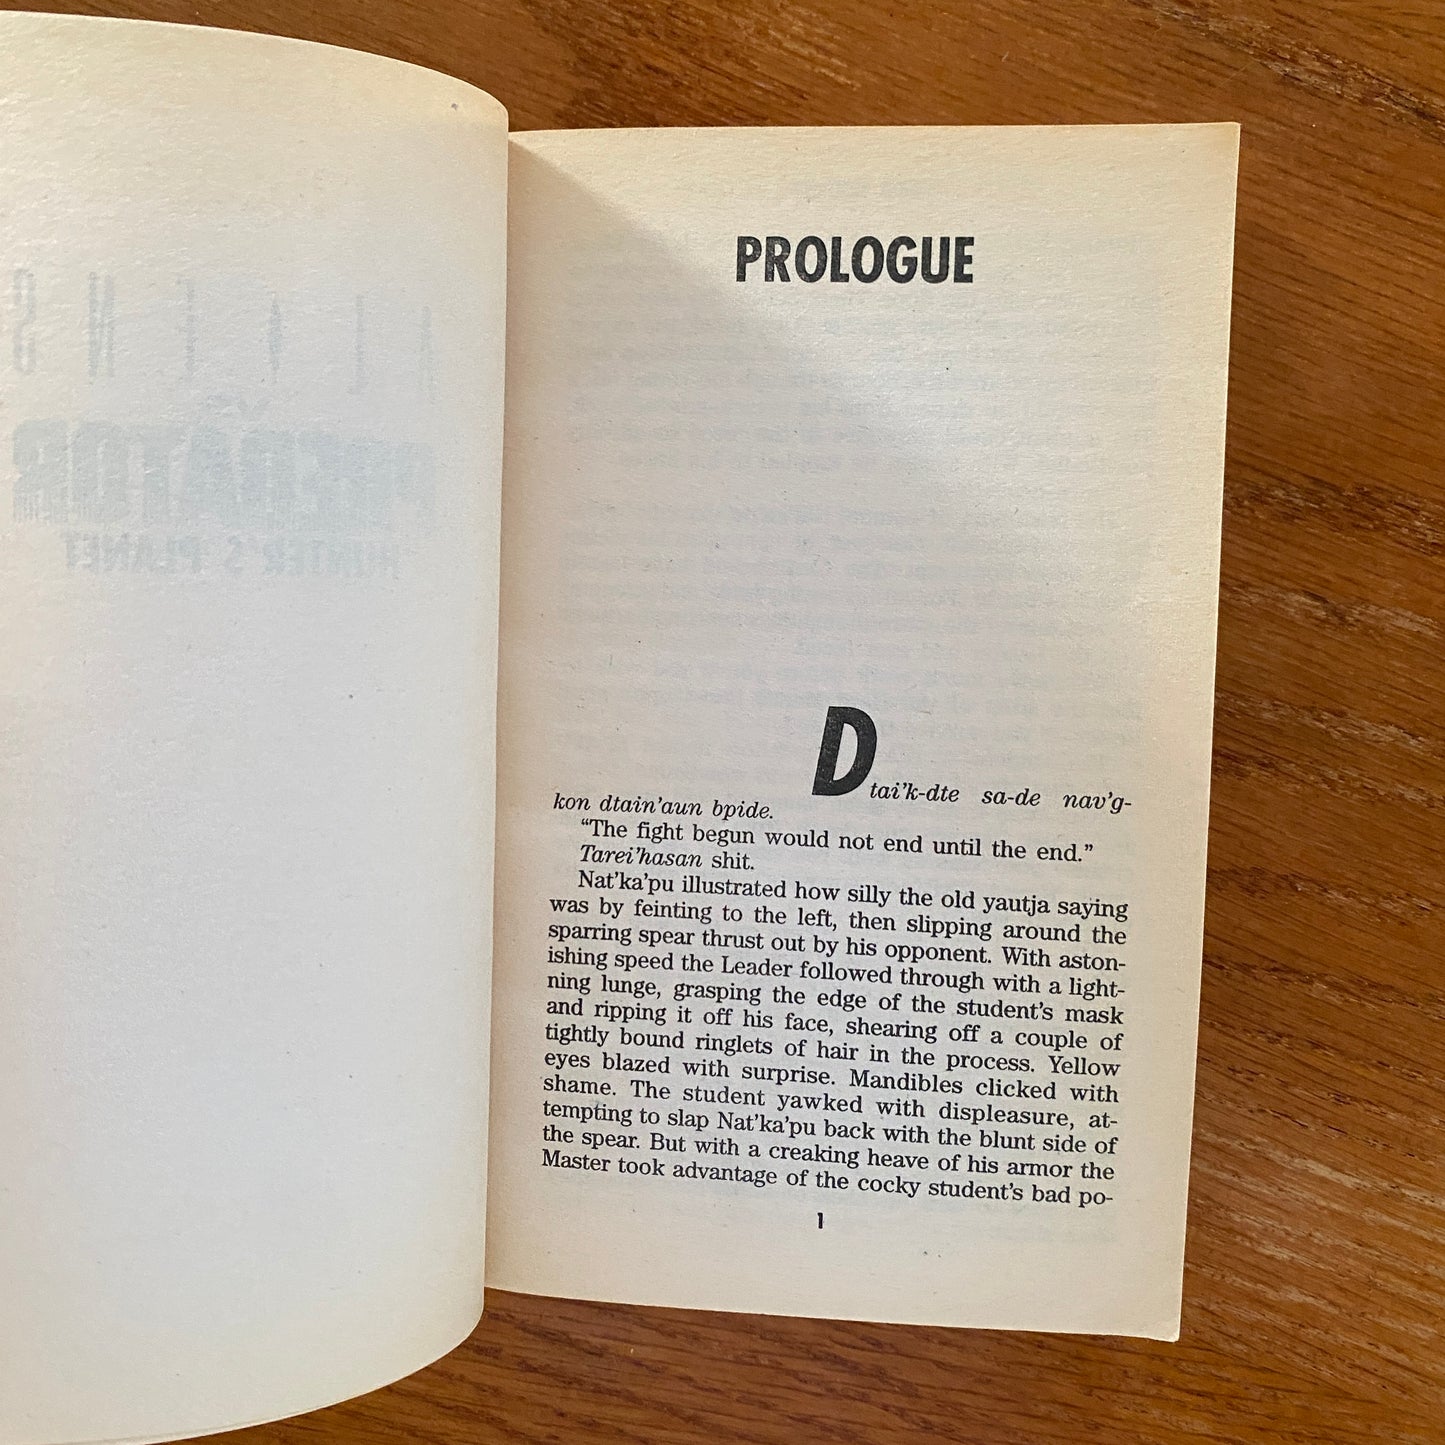 ALIENS
PREDATOR
HUNTER'S PLANET
PROLOGUE
Dtai’k-dte sa-de nav’g-
kon dtain’aun bpide.
“The fight begun would not end until the end.”
Tarei’hasan shit.
Nat’ka’pu illustrated how silly the old yautja saying
was by feinting to the left, then slipping around the
sparring spear thrust out by his opponent. With aston-
ishing speed the Leader followed through with a light-
ning lunge, grasping the edge of the student’s mask
and ripping it off his face, shearing off a couple of
tightly bound ringlets of hair in the process. Yellow
eyes blazed with surprise. Mandibles clicked with
shame. The student yawked with displeasure, at-
tempting to slap Nat’ka’pu back with the blunt side of
the spear. But with a creaking heave of his armor the
Master took advantage of the cocky student’s bad po-
1